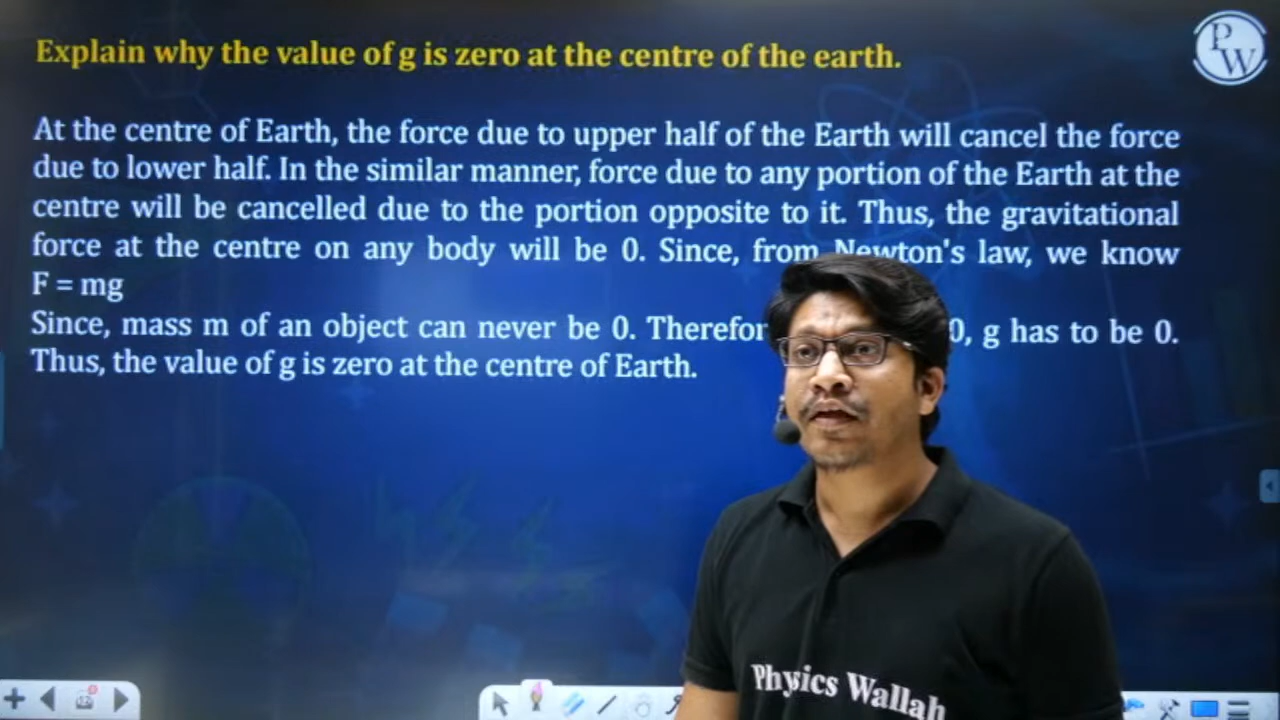 Explain why the value of g is zero at the centre of the earth.
PW
At the centre of Earth, the force due to upper half of the Earth will cancel the force
due to lower half. In the similar manner, force due to any portion of the Earth at the
centre will be cancelled due to the portion opposite to it. Thus, the gravitational
force at the centre on any body will be 0. Since, from Newton's law, we know
F = mg
Since, mass m of an object can never be 0. 0, g has to be 0.
Thus, the value of g is zero at the centre of Earth.
Physics Wallah